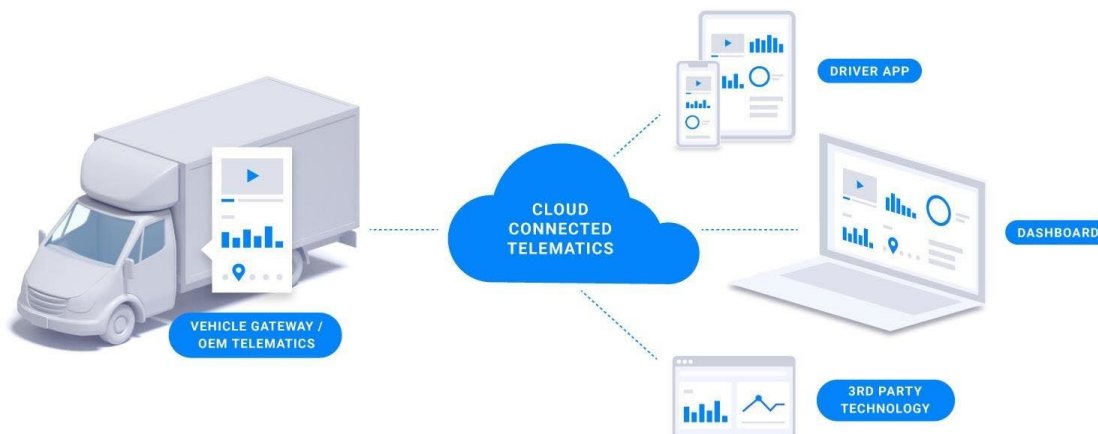 DRIVER APP
CLOUD
CONNECTED
TELEMATICS
DASHBOARD
VEHICLE GATEWAY /
OEM TELEMATICS
3RD PARTY
TECHNOLOGY